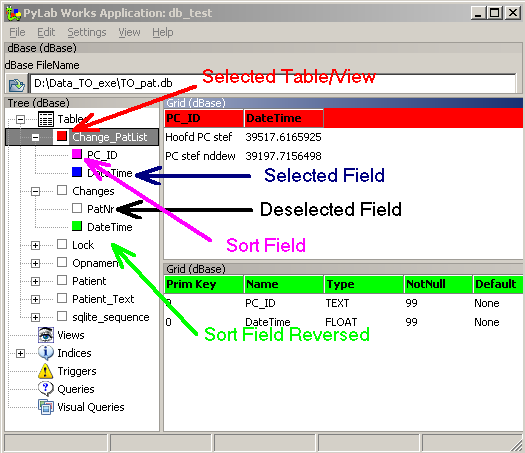 PyLab Works Application: db_test
File Edit Settings View Help
dBase (dBase)
dBase FileName
D:\Data_TO_exe\TO_pat.db
Selected Table/View
Tree (dBase)
Grid (dBase)
Table
PC_ID DateTime
Change_PatList
Hoofd PC stef 39517.6165925
PC_ID
PC stef nddew 39197.7156498
DateTime
Selected Field
Changes
PatNr
Deselected Field
DateTime
Sort Field
Lock
Opname
Grid (dBase)
Patient
Prim Key Name Type NotNull Default
Patient_Text
0 PC_ID TEXT 99 None
sqlite_sequence
0 DateTime FLOAT 99 None
Sort Field Reversed
Views
Indices
Triggers
Queries
Visual Queries